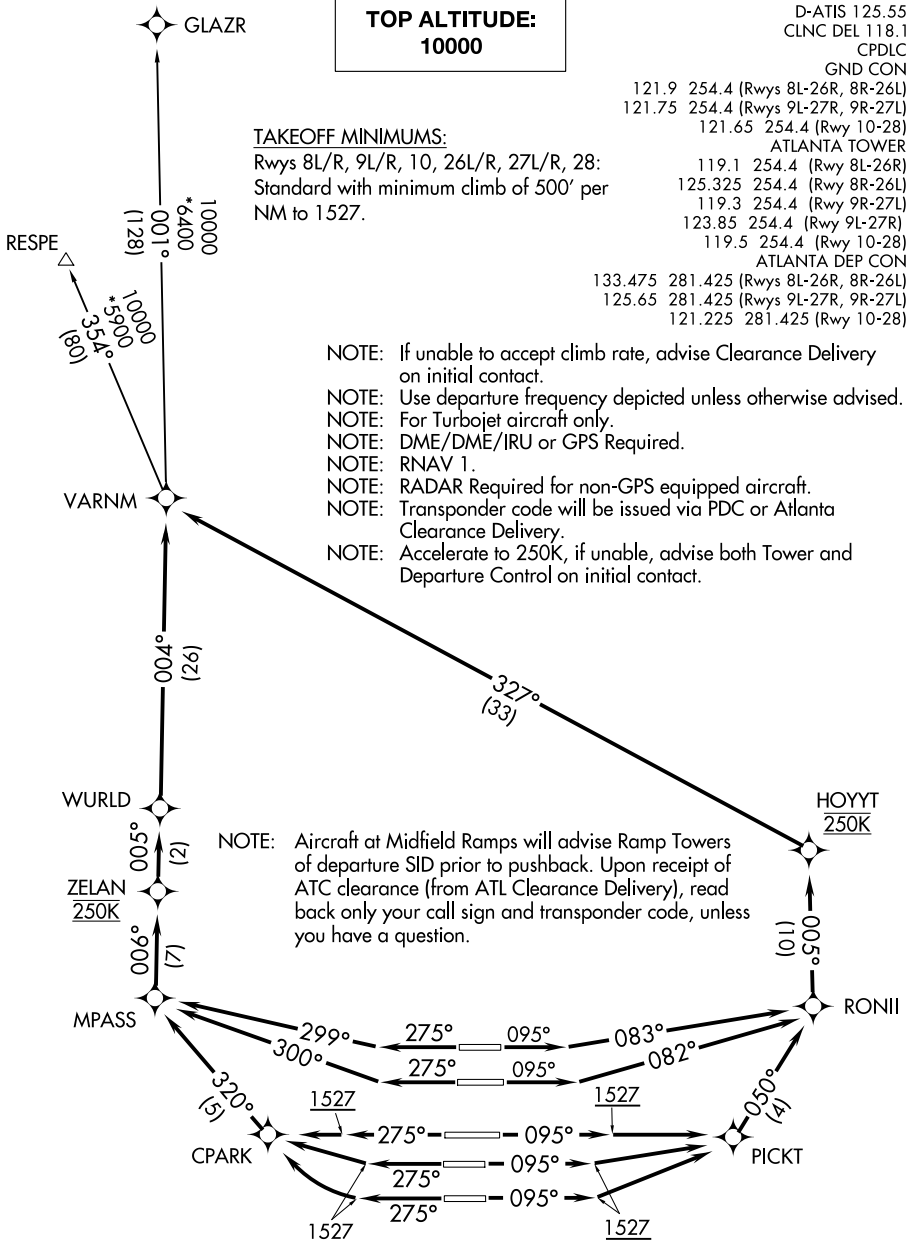 GLAZR
TOP ALTITUDE:
10000
D-ATIS 125.55
CLNC DEL 118.1
CPDLC
GND CON
121.9 254.4 (Rwys 8L-26R, 8R-26L)
121.75 254.4 (Rwys 9L-27R, 9R-27L)
121.65 254.4 (Rwy 10-28)
ATLANTA TOWER
119.1 254.4 (Rwy 8L-26R)
125.325 254.4 (Rwy 8R-26L)
119.3 254.4 (Rwy 9R-27L)
123.85 254.4 (Rwy 9L-27R)
119.5 254.4 (Rwy 10-28)
ATLANTA DEP CON
133.475 281.425 (Rwys 8L-26R, 8R-26L)
125.65 281.425 (Rwys 9L-27R, 9R-27L)
121.225 281.425 (Rwy 10-28)
TAKEOFF MINIMUMS:
Rwys 8L/R, 9L/R, 10, 26L/R, 27L/R, 28:
Standard with minimum climb of 500' per
NM to 1527.
10000
*6400
001°
(128)
RESPE
10000
*5900
354°
(80)
NOTE: If unable to accept climb rate, advise Clearance Delivery
on initial contact.
NOTE: Use departure frequency depicted unless otherwise advised.
NOTE: For Turbojet aircraft only.
NOTE: DME/DME/IRU or GPS Required.
NOTE: RNAV 1.
NOTE: RADAR Required for non-GPS equipped aircraft.
NOTE: Transponder code will be issued via PDC or Atlanta
Clearance Delivery.
NOTE: Accelerate to 250K, if unable, advise both Tower and
Departure Control on initial contact.
VARNM
004°
(26)
327°
(33)
WURLD
HOYYT
250K
005°
(2)
ZELAN
250K
NOTE: Aircraft at Midfield Ramps will advise Ramp Towers
of departure SID prior to pushback. Upon receipt of
ATC clearance (from ATL Clearance Delivery), read
back only your call sign and transponder code, unless
you have a question.
005°
(10)
006°
(7)
MPASS
RONII
299°
275°
095°
083°
300°
275°
095°
082°
320°
(5)
1527
1527
050°
(4)
275°
095°
CPARK
PICKT
275°
095°
275°
095°
1527
1527